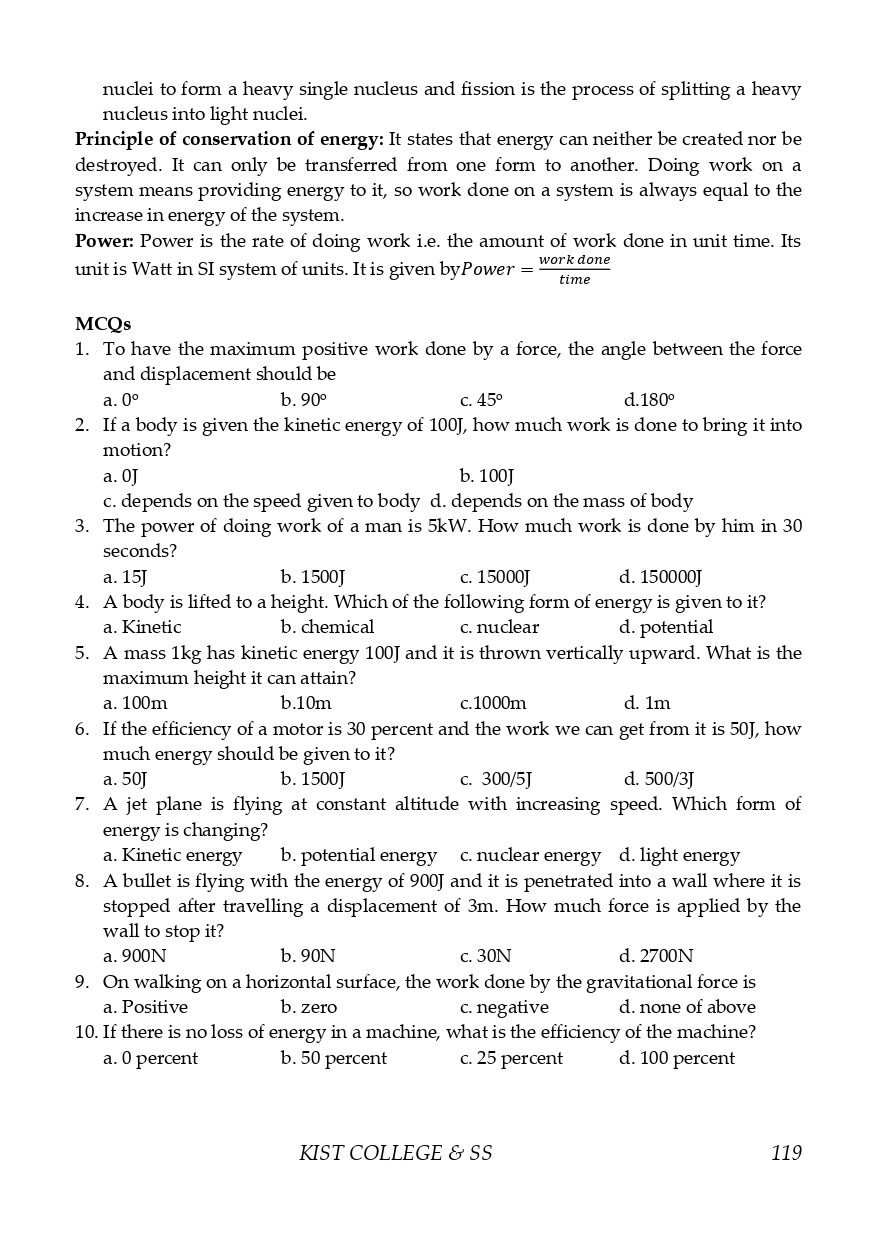 nuclei to form a heavy single nucleus and fission is the process of splitting a heavy
nucleus into light nuclei.
Principle of conservation of energy: It states that energy can neither be created nor be
destroyed. It can only be transferred from one form to another. Doing work on a
system means providing energy to it, so work done on a system is always equal to the
increase in energy of the system.
Power: Power is the rate of doing work i.e. the amount of work done in unit time. Its
unit is Watt in SI system of units. It is given by Power = work done / time
MCQs
1. To have the maximum positive work done by a force, the angle between the force
and displacement should be
a. 0° b. 90° c. 45° d.180°
2. If a body is given the kinetic energy of 100J, how much work is done to bring it into
motion?
a. 0J b. 100J
c. depends on the speed given to body d. depends on the mass of body
3. The power of doing work of a man is 5kW. How much work is done by him in 30
seconds?
a. 15J b. 1500J c. 15000J d. 150000J
4. A body is lifted to a height. Which of the following form of energy is given to it?
a. Kinetic b. chemical c. nuclear d. potential
5. A mass 1kg has kinetic energy 100J and it is thrown vertically upward. What is the
maximum height it can attain?
a. 100m b.10m c.1000m d. 1m
6. If the efficiency of a motor is 30 percent and the work we can get from it is 50J, how
much energy should be given to it?
a. 50J b. 1500J c. 300/5J d. 500/3J
7. A jet plane is flying at constant altitude with increasing speed. Which form of
energy is changing?
a. Kinetic energy b. potential energy c. nuclear energy d. light energy
8. A bullet is flying with the energy of 900J and it is penetrated into a wall where it is
stopped after travelling a displacement of 3m. How much force is applied by the
wall to stop it?
a. 900N b. 90N c. 30N d. 2700N
9. On walking on a horizontal surface, the work done by the gravitational force is
a. Positive b. zero c. negative d. none of above
10. If there is no loss of energy in a machine, what is the efficiency of the machine?
a. 0 percent b. 50 percent c. 25 percent d. 100 percent
KIST COLLEGE & SS 119